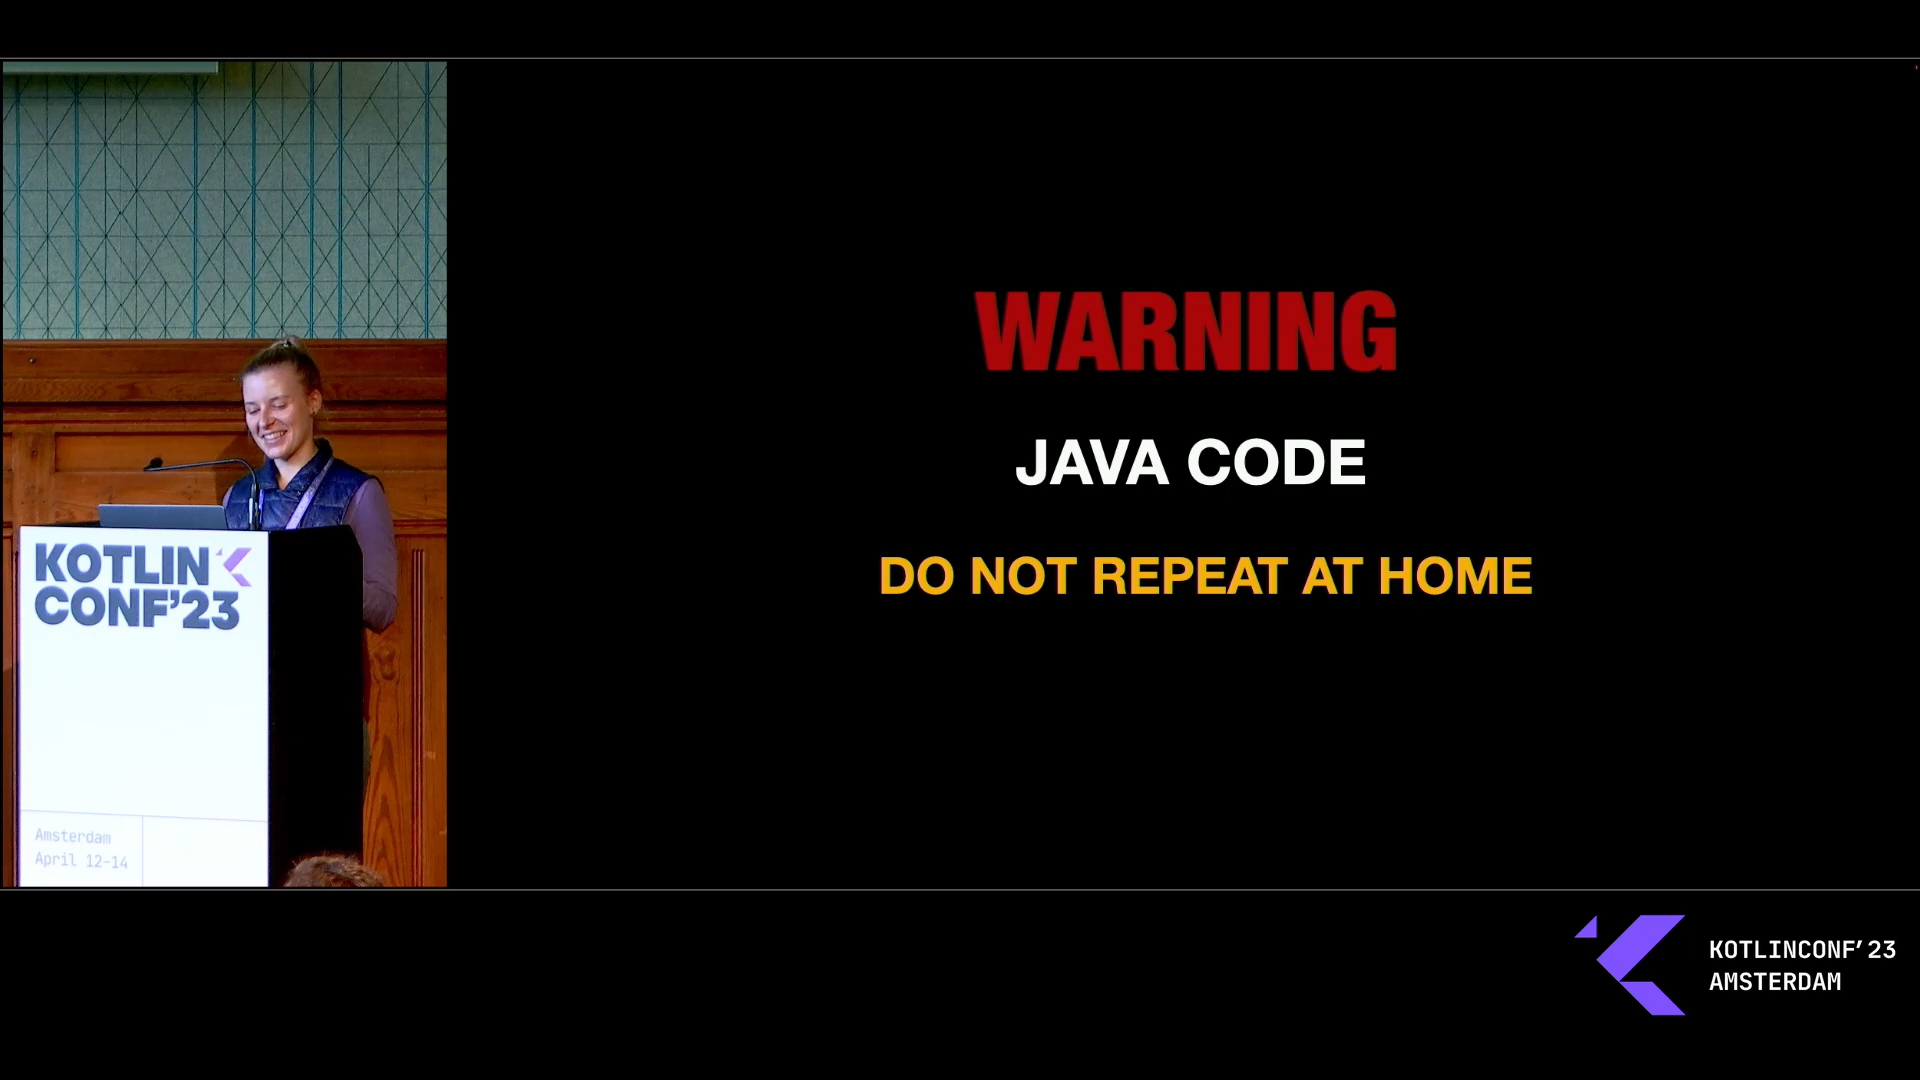 WARNING
JAVA CODE
DO NOT REPEAT AT HOME
KOTLIN
CONF’23
Amsterdam
April 12-14
KOTLINCONF’23
AMSTERDAM